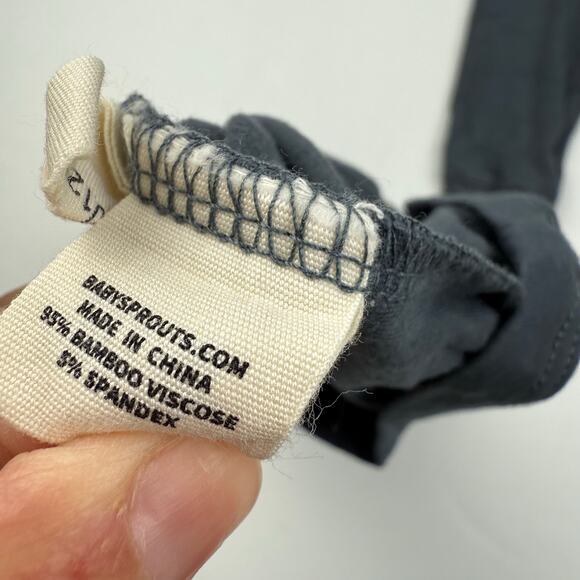 BABYSPROUTS.COM
MADE IN CHINA
95% BAMBOO VISCOSE
5% SPANDEX